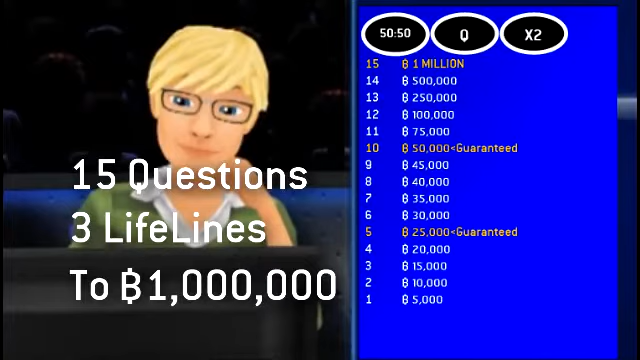 15 Questions
3 LifeLines
To ฿1,000,000
50:50 Q X2
15 ฿ 1 MILLION
14 ฿ 500,000
13 ฿ 250,000
12 ฿ 100,000
11 ฿ 75,000
10 ฿ 50,000<Guaranteed
9 ฿ 45,000
8 ฿ 40,000
7 ฿ 35,000
6 ฿ 30,000
5 ฿ 25,000<Guaranteed
4 ฿ 20,000
3 ฿ 15,000
2 ฿ 10,000
1 ฿ 5,000